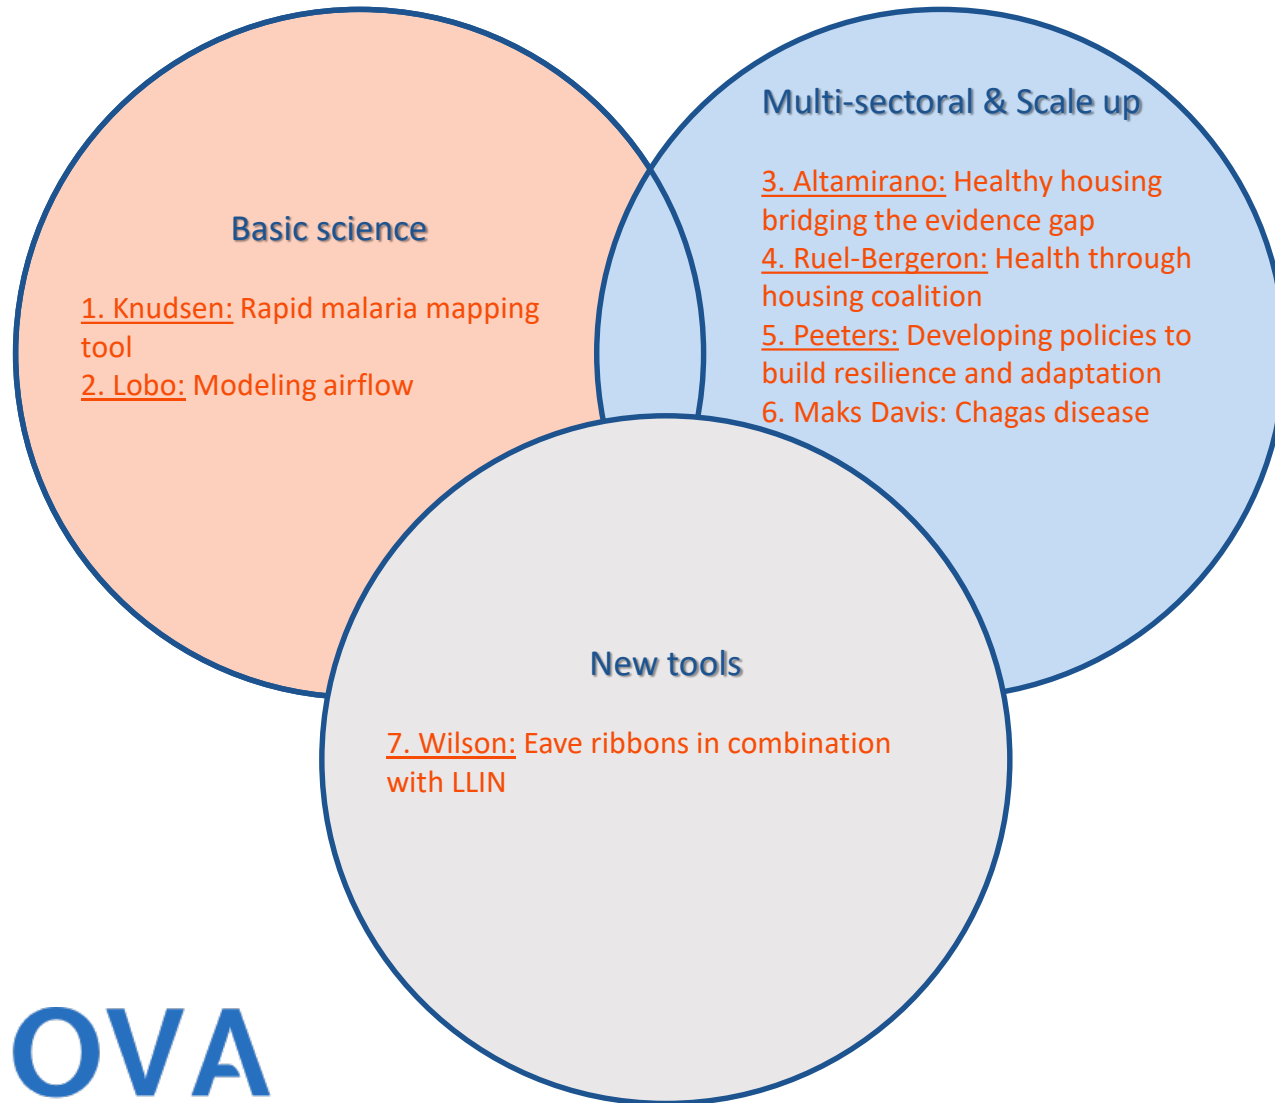 Basic science
1. Knudsen: Rapid malaria mapping
tool
2. Lobo: Modeling airflow
Multi-sectoral & Scale up
3. Altamirano: Healthy housing
bridging the evidence gap
4. Ruel-Bergeron: Health through
housing coalition
5. Peeters: Developing policies to
build resilience and adaptation
6. Maks Davis: Chagas disease
New tools
7. Wilson: Eave ribbons in combination
with LLIN
OVA